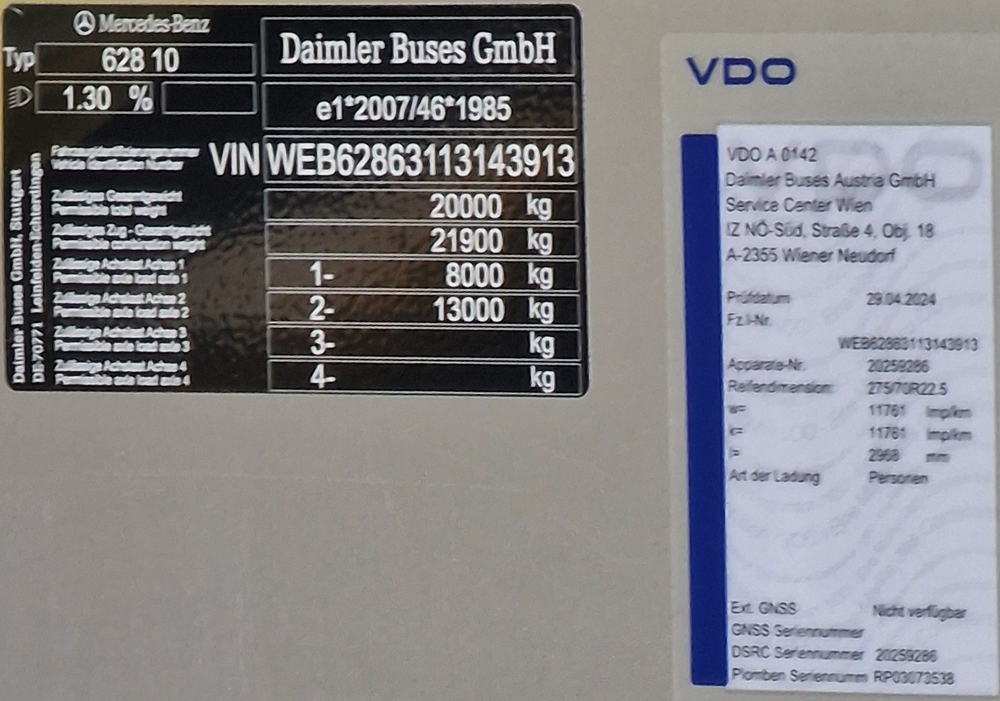 Mercedes-Benz
Typ 628 10
1.30 %
Daimler Buses GmbH
e1*2007/46*1985
Fahrzeugidentifizierungsnummer
Vehicle Identification Number
VIN WEB62863113143913
Zulässiges Gesamtgewicht
Permissible total weight
20000 kg
Zulässiges Zug - Gesamtgewicht
Permissible combination weight
21900 kg
Zulässige Achslast Achse 1
Permissible axle load axle 1
1- 8000 kg
Zulässige Achslast Achse 2
Permissible axle load axle 2
2- 13000 kg
Zulässige Achslast Achse 3
Permissible axle load axle 3
3- kg
Zulässige Achslast Achse 4
Permissible axle load axle 4
4- kg
Daimler Buses GmbH, Stuttgart
DE-70771 Leinfelden-Echterdingen
VDO
VDO A 0142
Daimler Buses Austria GmbH
Service Center Wien
IZ NÖ-Süd, Straße 4, Obj. 18
A-2355 Wiener Neudorf
Prüfdatum 29.04.2024
Fz.I-Nr.
WEB62863113143913
Apparate-Nr. 20259286
Reifendimension: 275/70R22.5
w= 11761 Imp/km
k= 11761 Imp/km
l= 2968 mm
Art der Ladung Personen
Ext. GNSS Nicht verfügbar
GNSS Seriennummer
DSRC Seriennummer 20259286
Plomben Seriennumm RP03073538